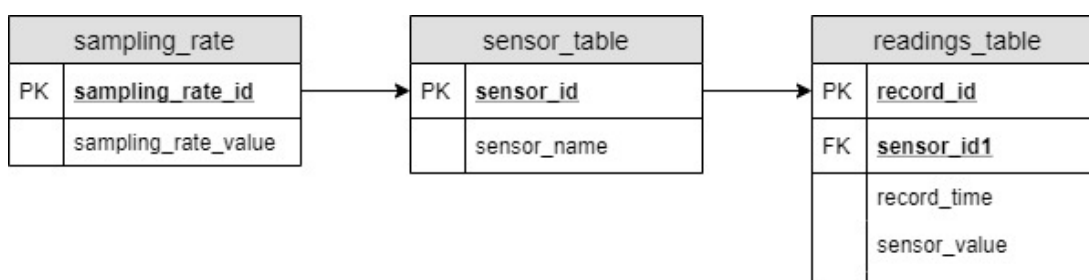 sampling_rate
PK sampling_rate_id
sampling_rate_value
sensor_table
PK sensor_id
sensor_name
readings_table
PK record_id
FK sensor_id1
record_time
sensor_value